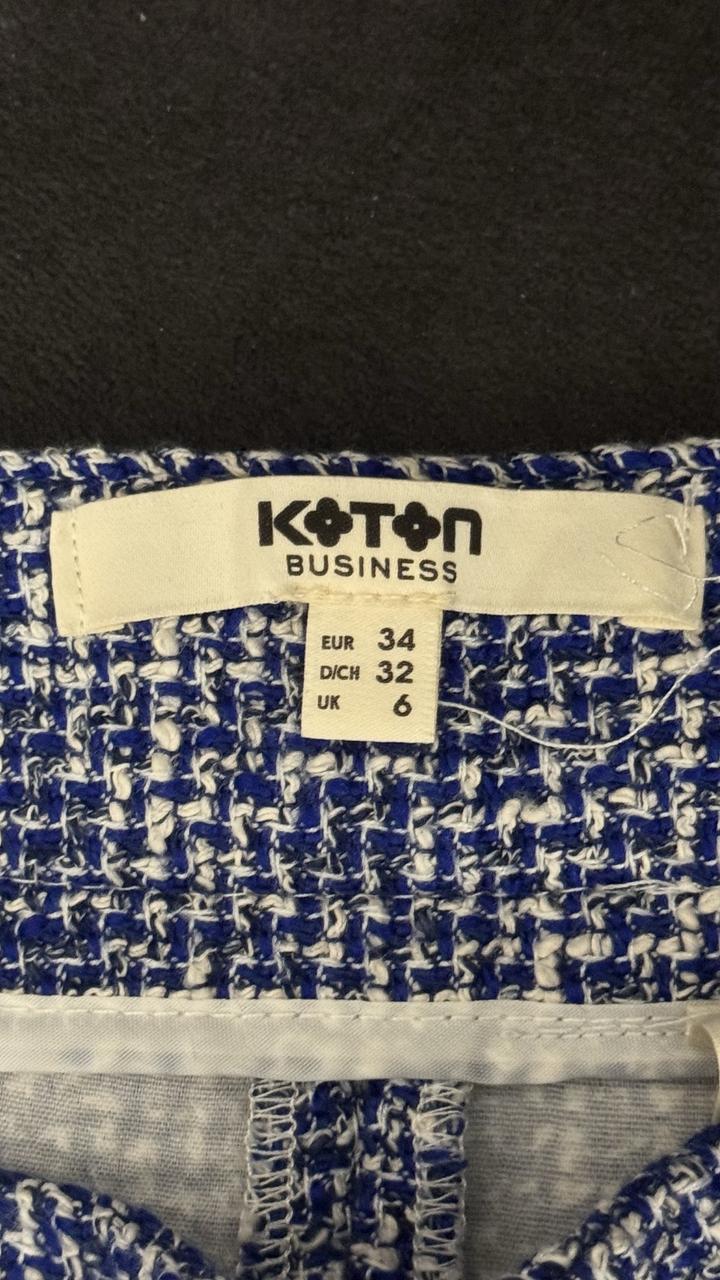 KOTON
BUSINESS
EUR 34
D/CH 32
UK 6